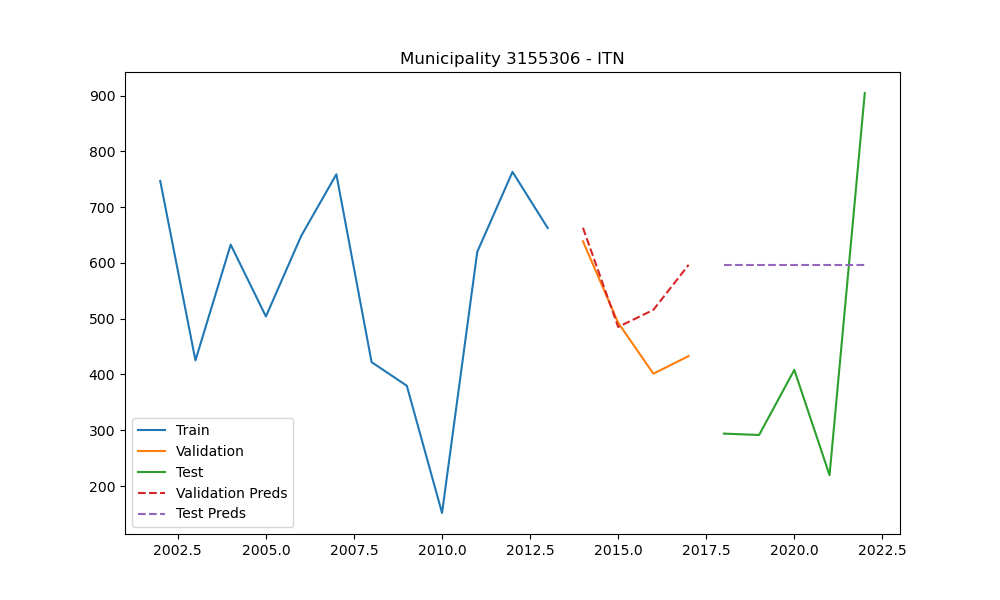 Municipality 3155306 - ITN
900
800
700
600
500
400
300
200
Train
Validation
Test
Validation Preds
Test Preds
2002.5 2005.0 2007.5 2010.0 2012.5 2015.0 2017.5 2020.0 2022.5